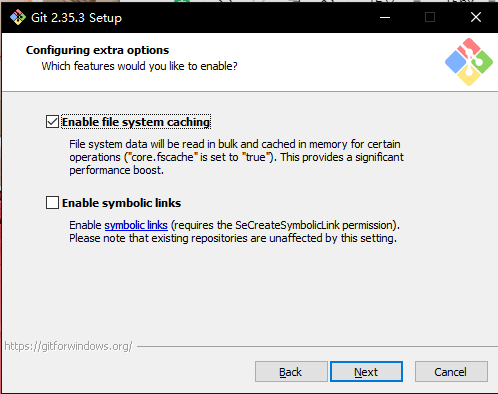 Git 2.35.3 Setup
Configuring extra options
Which features would you like to enable?
Enable file system caching
File system data will be read in bulk and cached in memory for certain
operations ("core.fscache" is set to "true"). This provides a significant
performance boost.
Enable symbolic links
Enable symbolic links (requires the SeCreateSymbolicLink permission).
Please note that existing repositories are unaffected by this setting.
https://gitforwindows.org/
Back Next Cancel